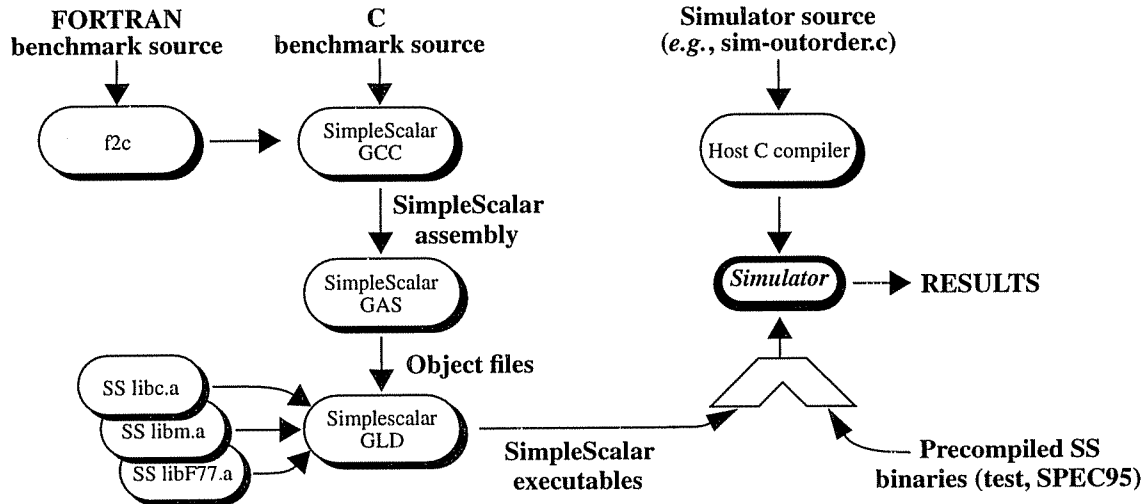 FORTRAN
benchmark source
C
benchmark source
Simulator source
(e.g., sim-outorder.c)
f2c
SimpleScalar
GCC
Host C compiler
SimpleScalar
assembly
SimpleScalar
GAS
Simulator
RESULTS
Object files
SS libc.a
SS libm.a
SS libF77.a
Simplescalar
GLD
SimpleScalar
executables
Precompiled SS
binaries (test, SPEC95)